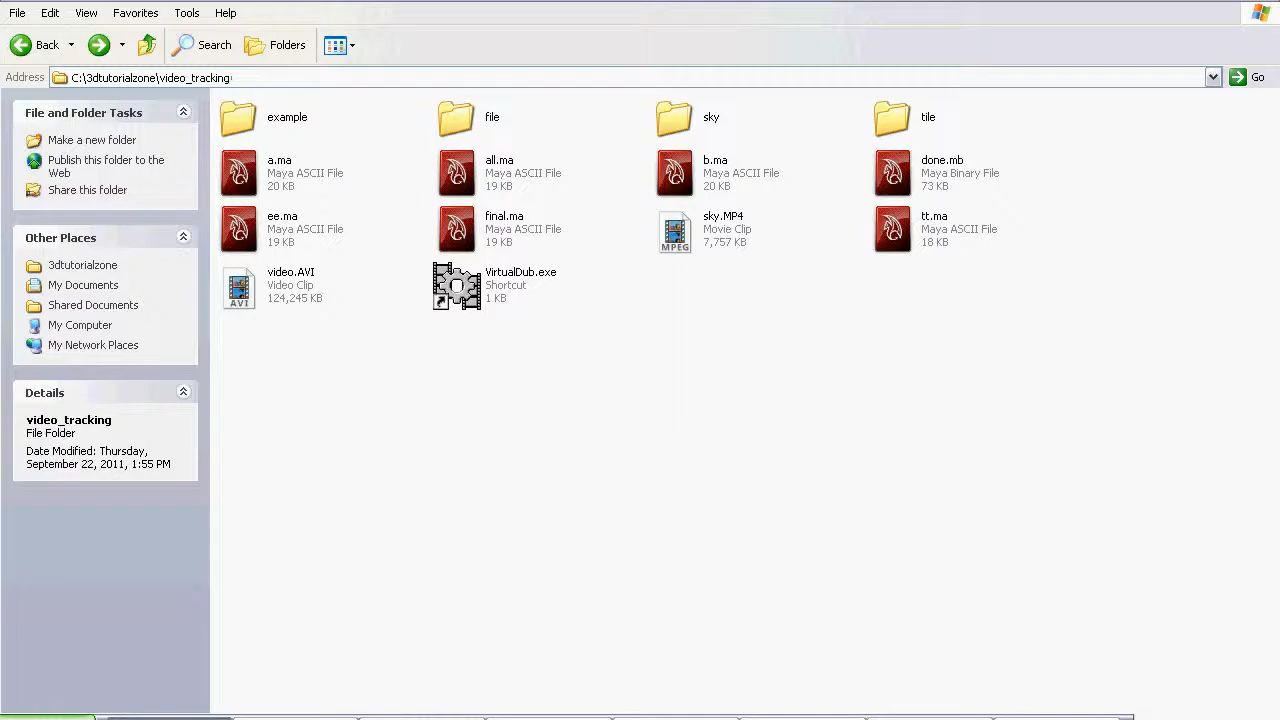 File Edit View Favorites Tools Help
Back Search Folders
Address C:\3dtutorialzone\video_tracking Go
File and Folder Tasks
Make a new folder
Publish this folder to the
Web
Share this folder
Other Places
3dtutorialzone
My Documents
Shared Documents
My Computer
My Network Places
Details
video_tracking
File Folder
Date Modified: Thursday,
September 22, 2011, 1:55 PM
example
file
sky
tile
a.ma
Maya ASCII File
20 KB
all.ma
Maya ASCII File
19 KB
b.ma
Maya ASCII File
20 KB
done.mb
Maya Binary File
73 KB
ee.ma
Maya ASCII File
19 KB
final.ma
Maya ASCII File
19 KB
MPEG
sky.MP4
Movie Clip
7,757 KB
tt.ma
Maya ASCII File
18 KB
AVI
video.AVI
Video Clip
124,245 KB
VirtualDub.exe
Shortcut
1 KB